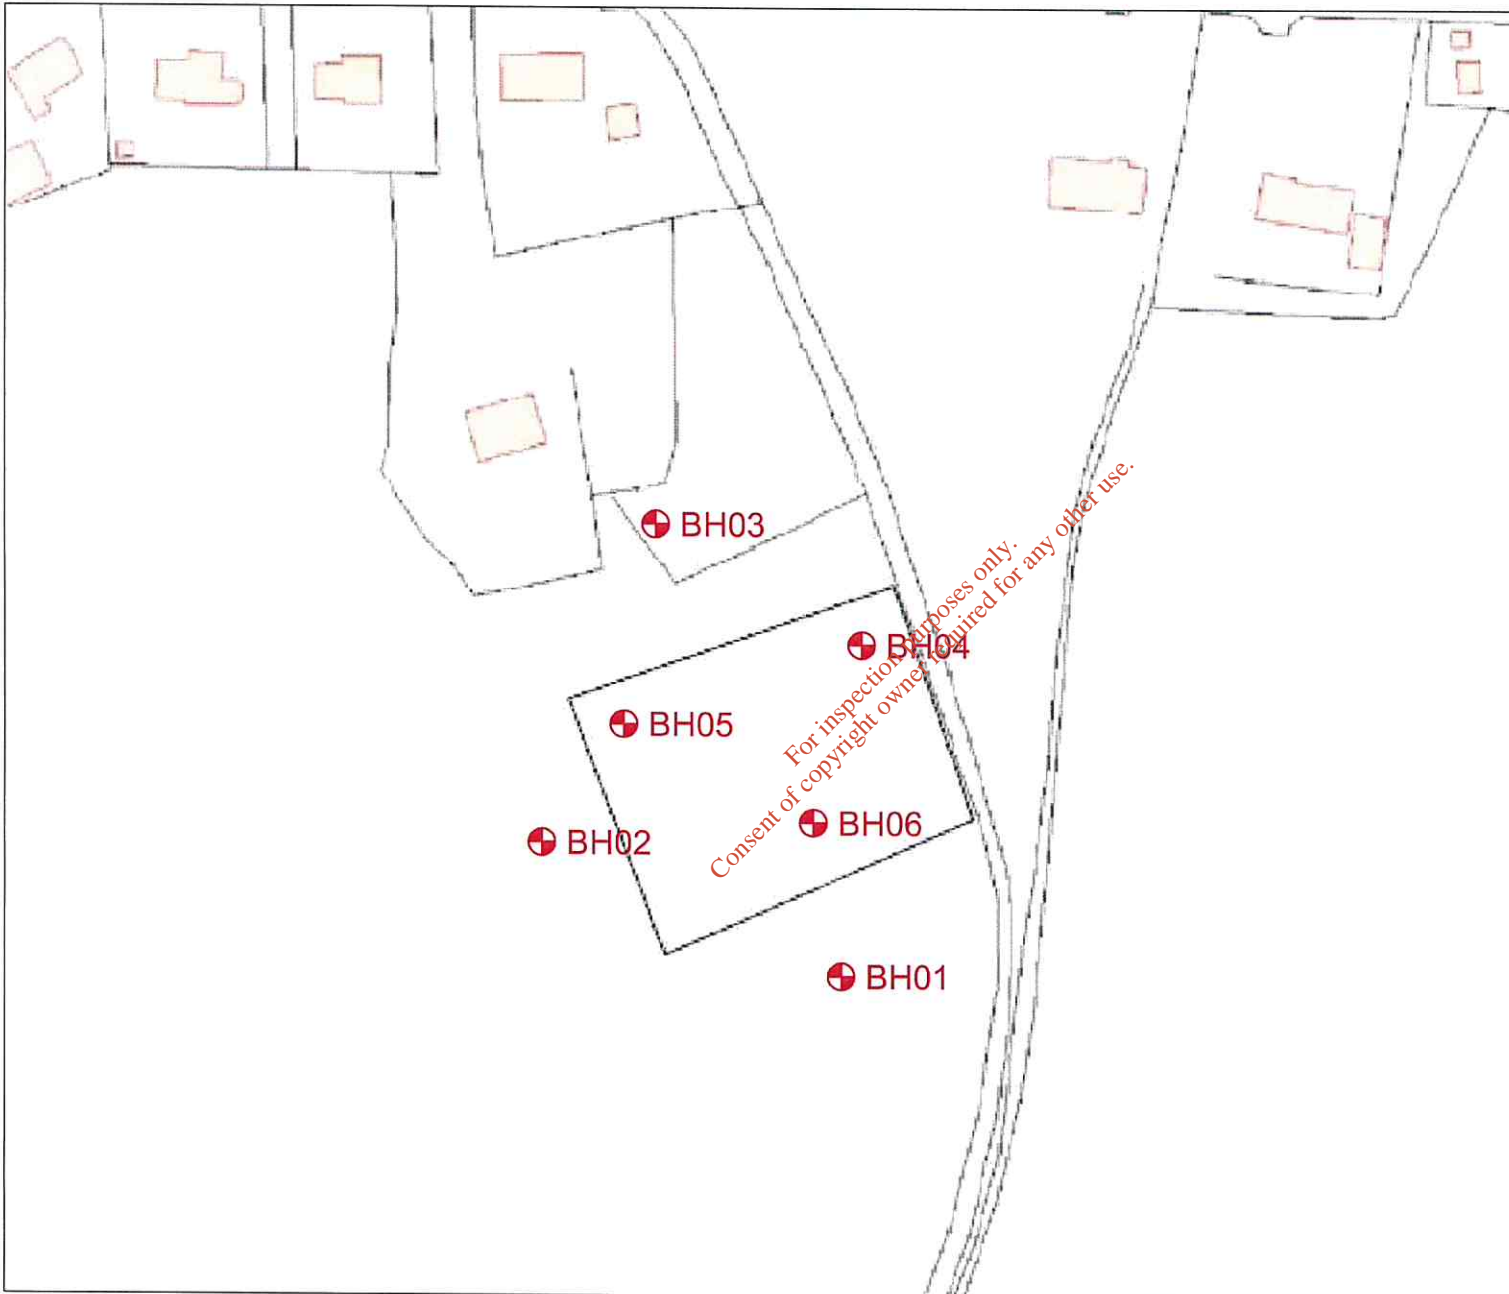 BH03
For inspection purposes only.
Consent of copyright owner required for any other use.
BH04
BH05
BH06
BH02
BH01